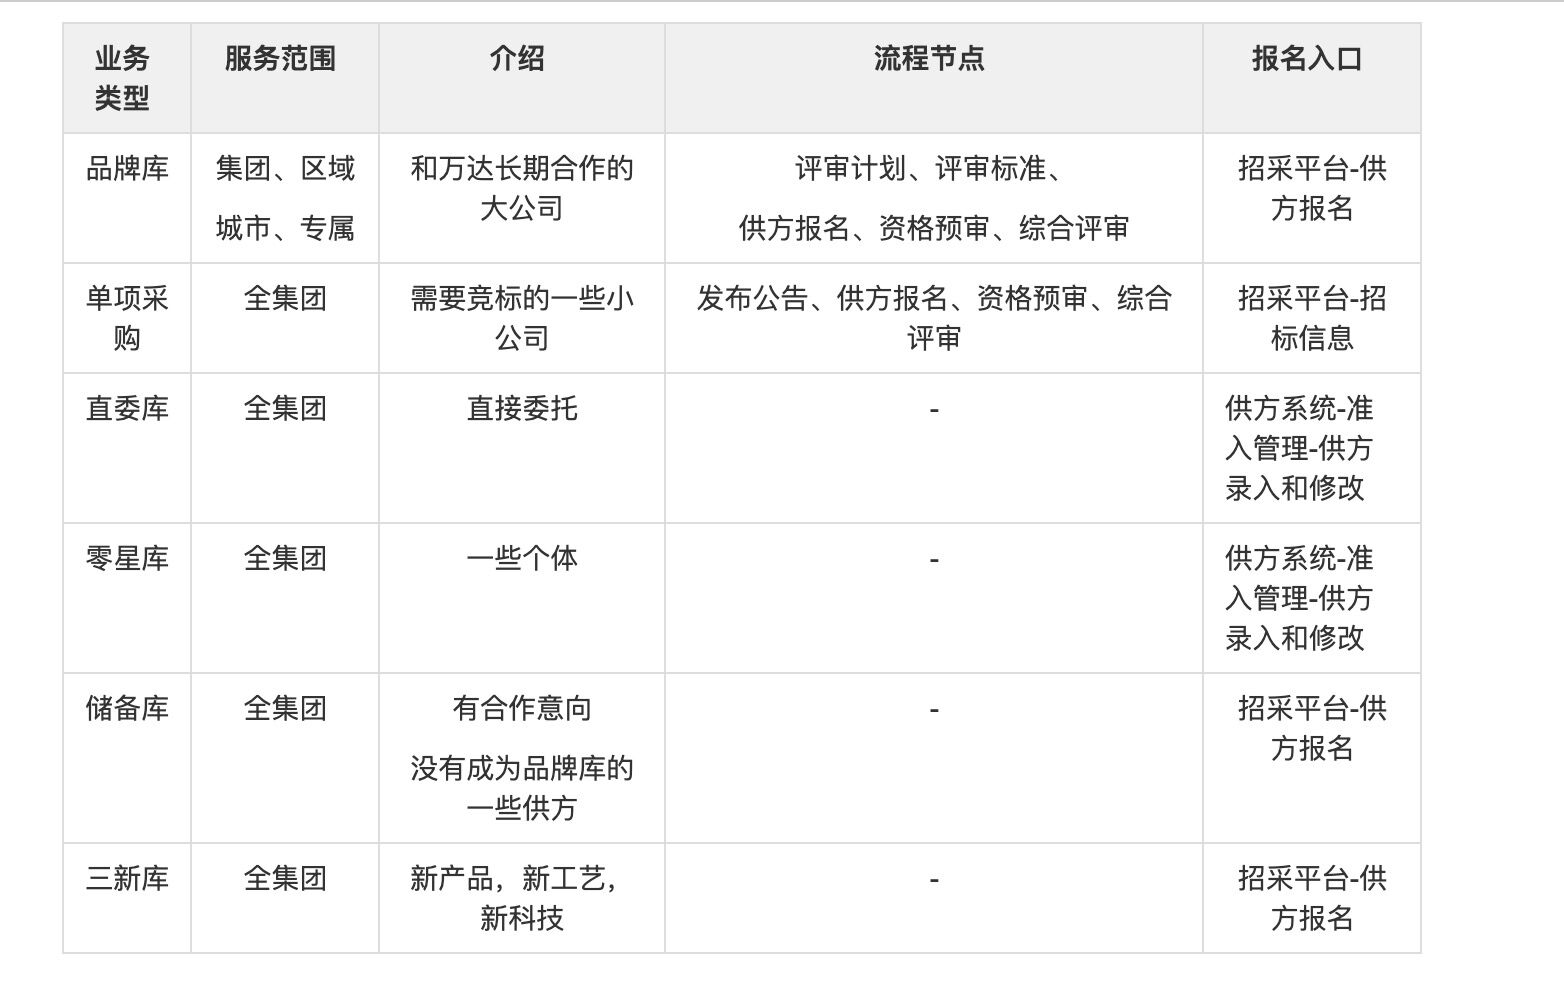 业务
类型
服务范围
介绍
流程节点
报名入口
品牌库
集团、区域
城市、专属
和万达长期合作的
大公司
评审计划、评审标准、
供方报名、资格预审、综合评审
招采平台-供
方报名
单项采
购
全集团
需要竞标的一些小
公司
发布公告、供方报名、资格预审、综合
评审
招采平台-招
标信息
直委库
全集团
直接委托
-
供方系统-准
入管理-供方
录入和修改
零星库
全集团
一些个体
-
供方系统-准
入管理-供方
录入和修改
储备库
全集团
有合作意向
没有成为品牌库的
一些供方
-
招采平台-供
方报名
三新库
全集团
新产品，新工艺，
新科技
-
招采平台-供
方报名